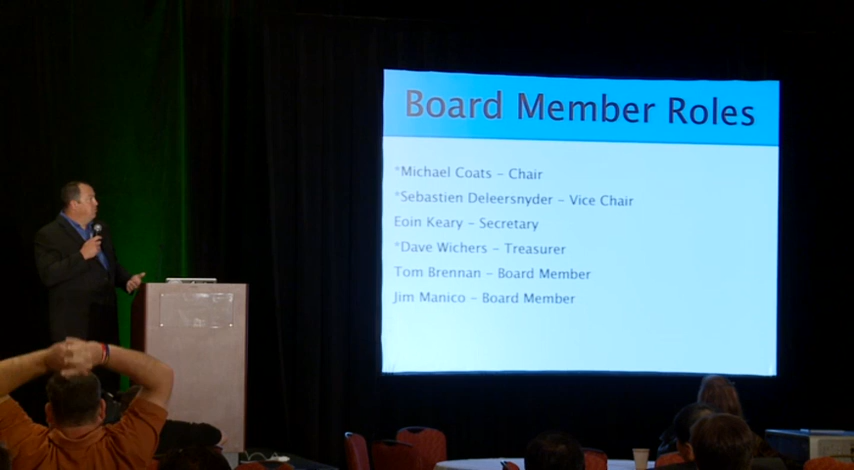 Board Member Roles
*Michael Coats – Chair
*Sebastien Deleersnyder – Vice Chair
Eoin Keary – Secretary
*Dave Wichers – Treasurer
Tom Brennan – Board Member
Jim Manico – Board Member